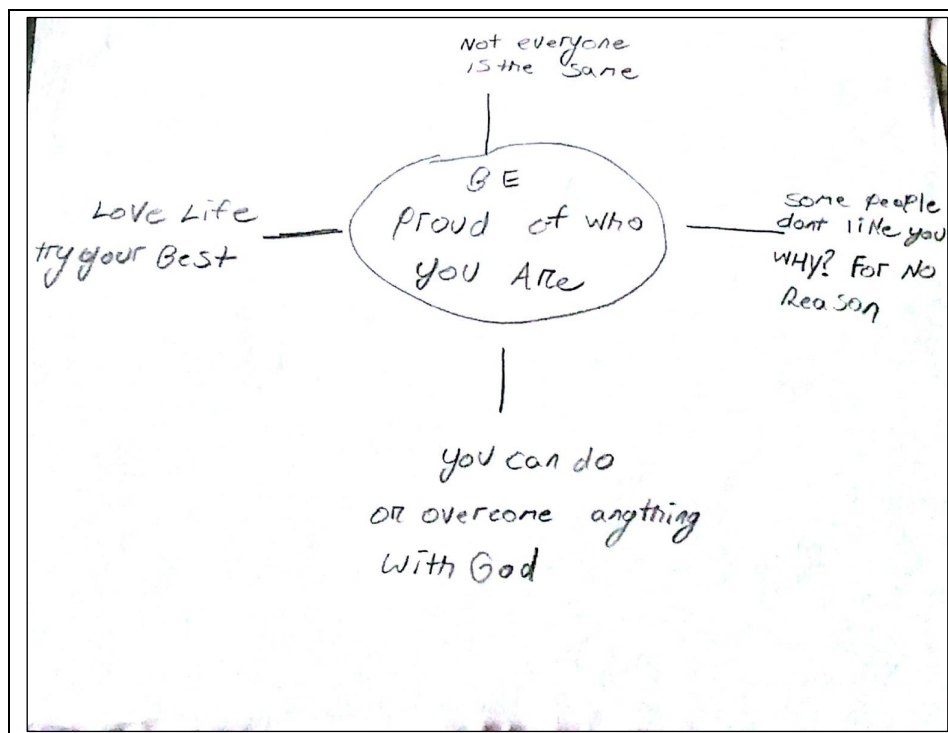 Not everyone
is the same
BE
Proud of who
you Are
Love Life
try your Best
Some people
dont like you
WHY? For No
Reason
you can do
or overcome angthing
With God